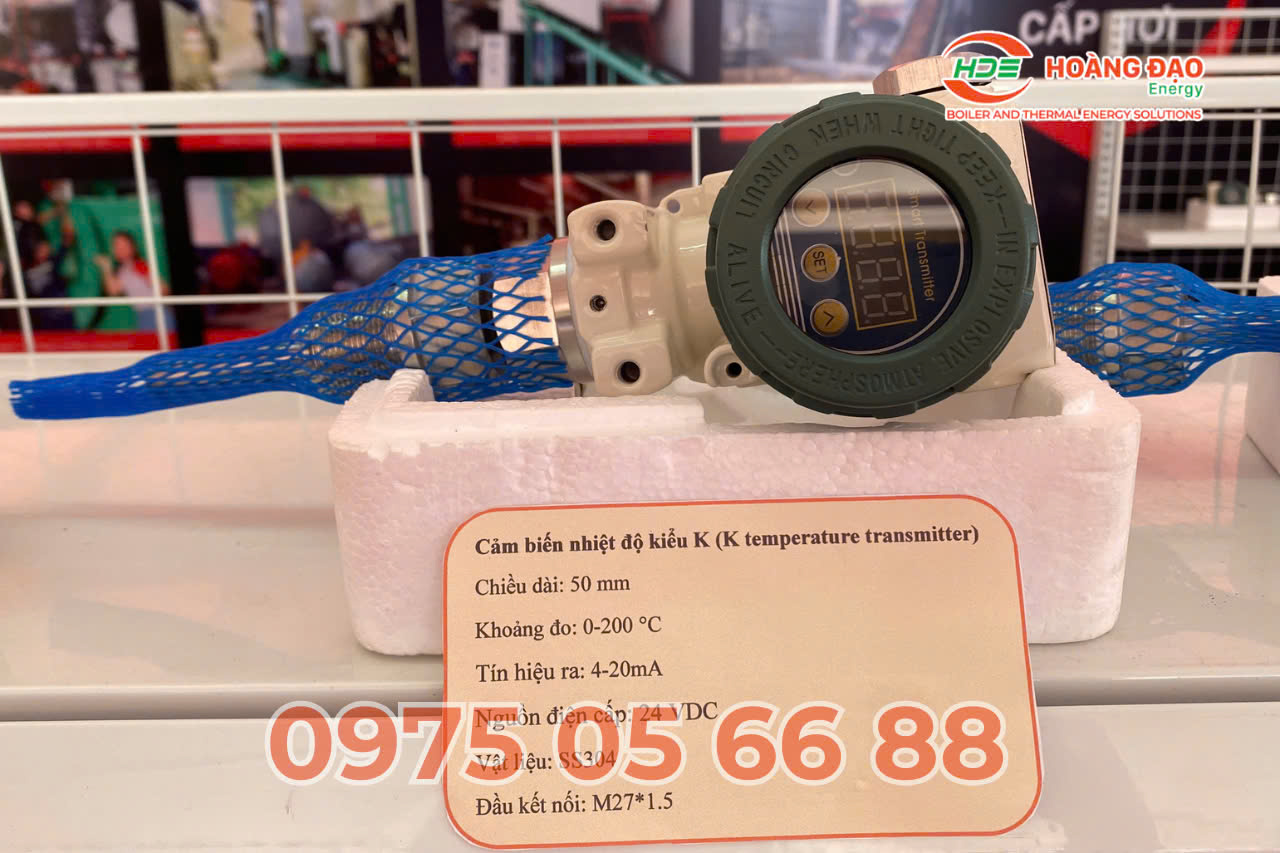 CẤP HƠI
HDE HOÀNG ĐẠO
Energy
BOILER AND THERMAL ENERGY SOLUTIONS
KEEP TIGHT WHEN CIRCUIT ALIVE—IN EXPLOSIVE ATMOSPHERE
Smart Transmitter
SET
Cảm biến nhiệt độ kiểu K (K temperature transmitter)
Chiều dài: 50 mm
Khoảng đo: 0-200 °C
Tín hiệu ra: 4-20mA
Nguồn điện cấp: 24 VDC
0975 05 66 88
Vật liệu: SS304
Đầu kết nối: M27*1.5